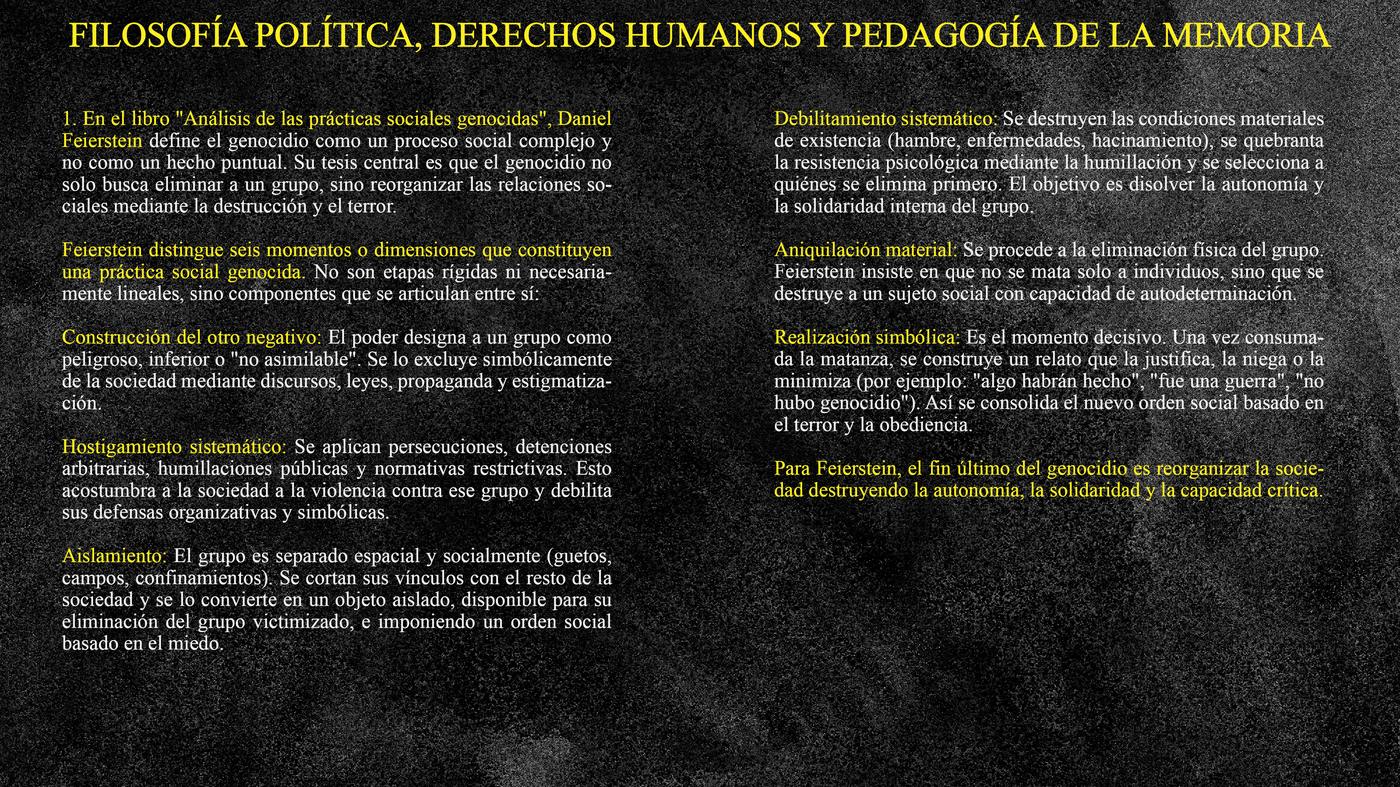 FILOSOFÍA POLÍTICA, DERECHOS HUMANOS Y PEDAGOGÍA DE LA MEMORIA
1. En el libro "Análisis de las prácticas sociales genocidas", Daniel
Feierstein define el genocidio como un proceso social complejo y
no como un hecho puntual. Su tesis central es que el genocidio no
solo busca eliminar a un grupo, sino reorganizar las relaciones so-
ciales mediante la destrucción y el terror.
Feierstein distingue seis momentos o dimensiones que constituyen
una práctica social genocida. No son etapas rígidas ni necesaria-
mente lineales, sino componentes que se articulan entre sí:
Construcción del otro negativo: El poder designa a un grupo como
peligroso, inferior o "no asimilable". Se lo excluye simbólicamente
de la sociedad mediante discursos, leyes, propaganda y estigmatiza-
ción.
Hostigamiento sistemático: Se aplican persecuciones, detenciones
arbitrarias, humillaciones públicas y normativas restrictivas. Esto
acostumbra a la sociedad a la violencia contra ese grupo y debilita
sus defensas organizativas y simbólicas.
Aislamiento: El grupo es separado espacial y socialmente (guetos,
campos, confinamientos). Se cortan sus vínculos con el resto de la
sociedad y se lo convierte en un objeto aislado, disponible para su
eliminación del grupo victimizado, e imponiendo un orden social
basado en el miedo.
Debilitamiento sistemático: Se destruyen las condiciones materiales
de existencia (hambre, enfermedades, hacinamiento), se quebranta
la resistencia psicológica mediante la humillación y se selecciona a
quiénes se elimina primero. El objetivo es disolver la autonomía y
la solidaridad interna del grupo.
Aniquilación material: Se procede a la eliminación física del grupo.
Feierstein insiste en que no se mata solo a individuos, sino que se
destruye a un sujeto social con capacidad de autodeterminación.
Realización simbólica: Es el momento decisivo. Una vez consuma-
da la matanza, se construye un relato que la justifica, la niega o la
minimiza (por ejemplo: "algo habrán hecho", "fue una guerra", "no
hubo genocidio"). Así se consolida el nuevo orden social basado en
el terror y la obediencia.
Para Feierstein, el fin último del genocidio es reorganizar la socie-
dad destruyendo la autonomía, la solidaridad y la capacidad crítica.